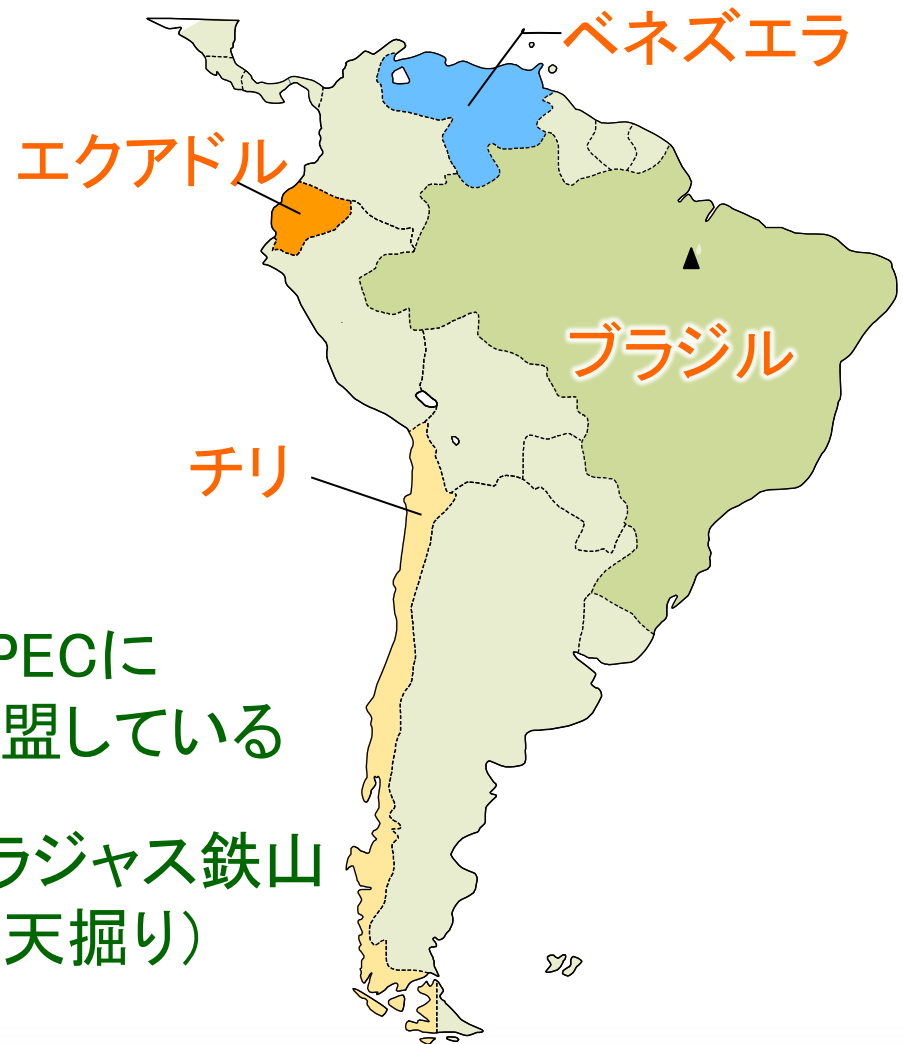 ベネズエラ
エクアドル
ブラジル
チリ
PECに
盟している
ラジャス鉄山
天掘り）